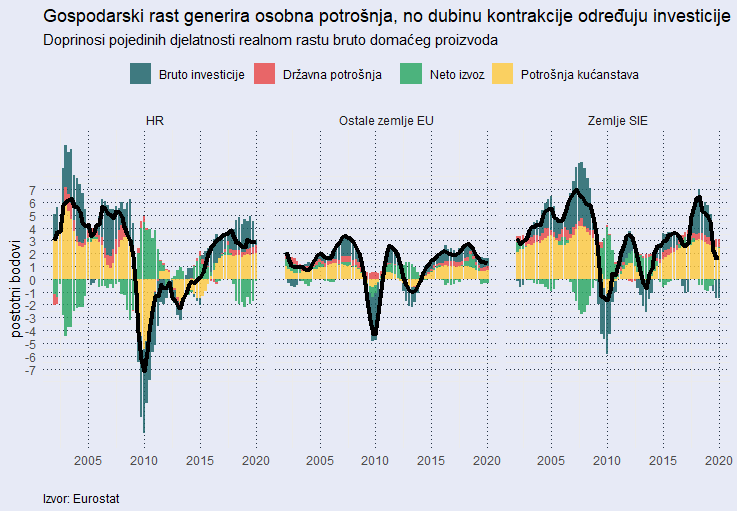 Gospodarski rast generira osobna potrošnja, no dubinu kontrakcije određuju investicije
Doprinosi pojedinih djelatnosti realnom rastu bruto domaćeg proizvoda
Bruto investicije Državna potrošnja Neto izvoz Potrošnja kućanstava
HR Ostale zemlje EU Zemlje SIE
postotni bodovi
7
6
5
4
3
2
1
0
-1
-2
-3
-4
-5
-6
-7
2005 2010 2015 2020 2005 2010 2015 2020 2005 2010 2015 2020
Izvor: Eurostat